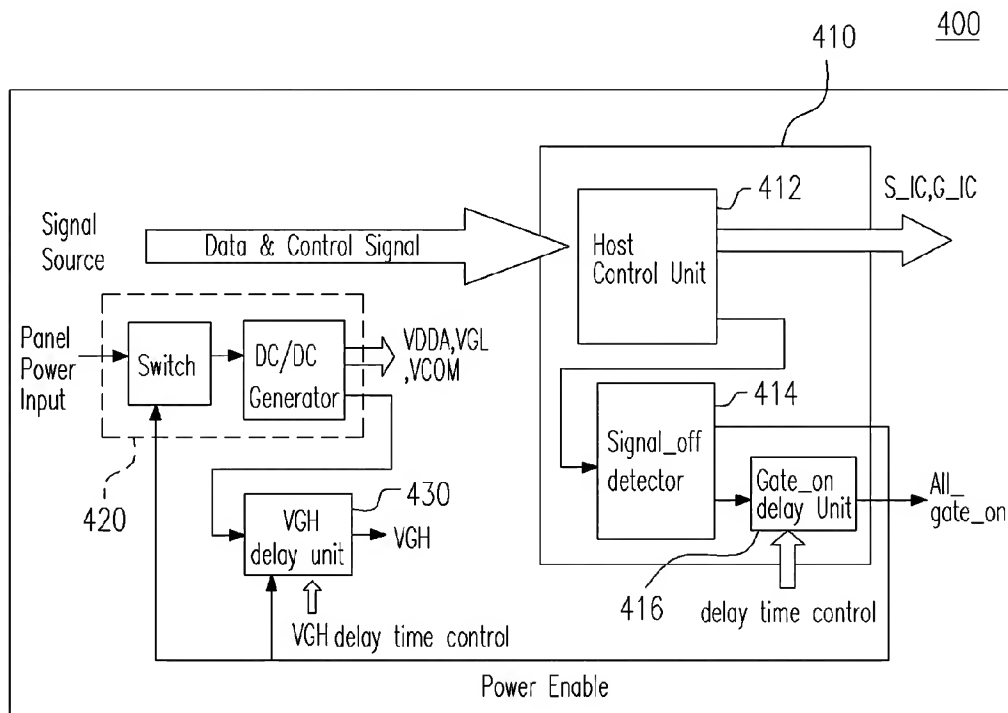 400
410
412
S_IC,G_IC
Signal
Source
Data & Control Signal
Host
Control Unit
Panel
Power
Input
Switch
DC/DC
Generator
VDDA,VGL
,VCOM
414
Signal_off
detector
Gate_on
delay Unit
All_
gate_on
420
430
VGH
delay unit
VGH
416
delay time control
VGH delay time control
Power Enable